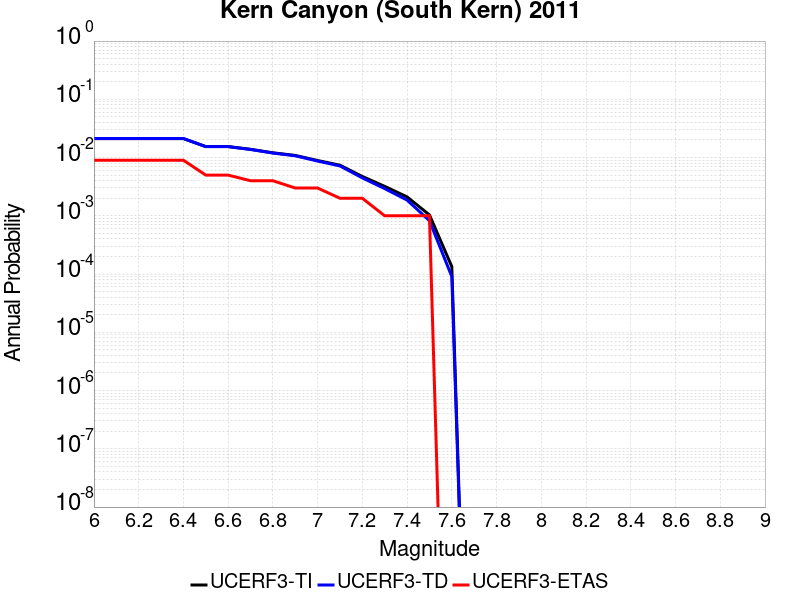 Kern Canyon (South Kern) 2011
10^0
10^-1
10^-2
10^-3
10^-4
10^-5
10^-6
10^-7
10^-8
Annual Probability
6 6.2 6.4 6.6 6.8 7 7.2 7.4 7.6 7.8 8 8.2 8.4 8.6 8.8 9
Magnitude
UCERF3-TI UCERF3-TD UCERF3-ETAS